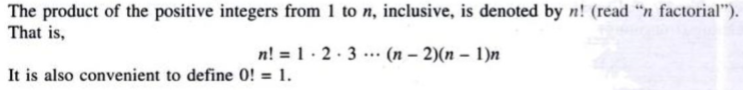 The product of the positive integers from 1 to n, inclusive, is denoted by n! (read “n factorial”).
That is,
n! = 1 · 2 · 3 ··· (n – 2)(n – 1)n
It is also convenient to define 0! = 1.